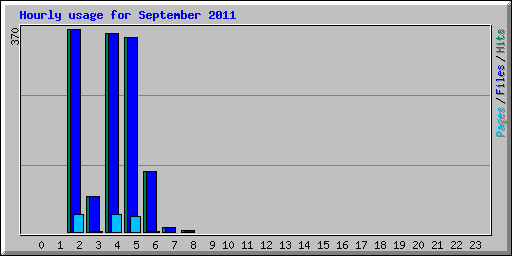 Hourly usage for September 2011
370
Pages/Files/Hits
0 1 2 3 4 5 6 7 8 9 10 11 12 13 14 15 16 17 18 19 20 21 22 23